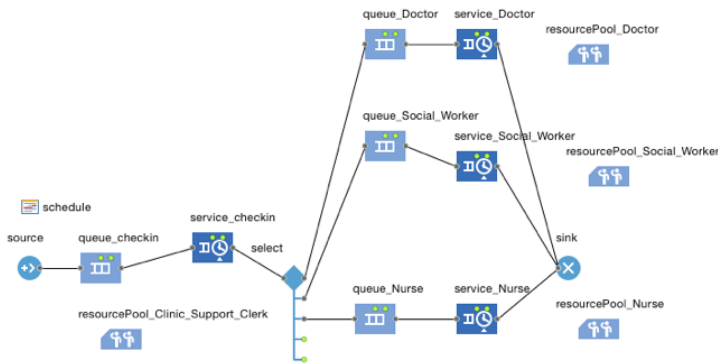 queue_Doctor
service_Doctor
resourcePool_Doctor
queue_Social_Worker
service_Social_Worker
resourcePool_Social_Worker
schedule
service_checkin
source
queue_checkin
select
sink
queue_Nurse
service_Nurse
resourcePool_Nurse
resourcePool_Clinic_Support_Clerk